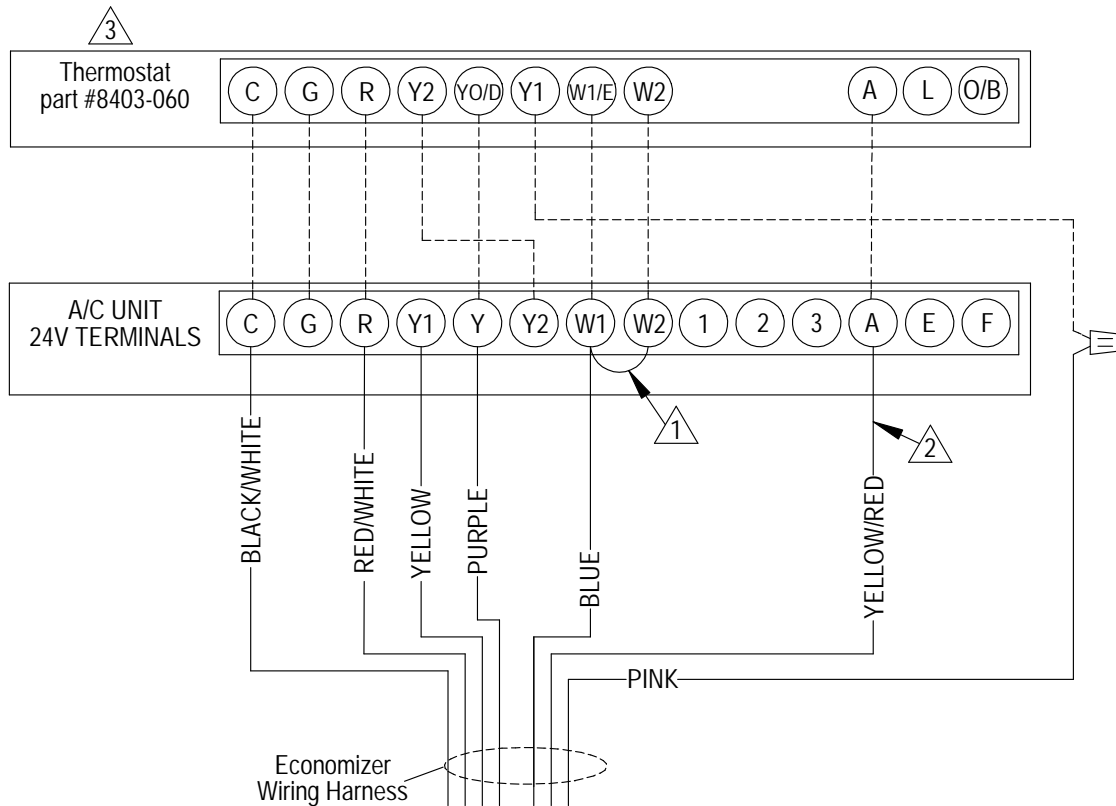 3
Thermostat
part #8403-060
C G R Y2 YO/D Y1 W1/E W2 A L O/B
A/C UNIT
24V TERMINALS
C G R Y1 Y Y2 W1 W2 1 2 3 A E F
1
2
BLACK/WHITE
RED/WHITE
YELLOW
PURPLE
BLUE
YELLOW/RED
PINK
Economizer
Wiring Harness